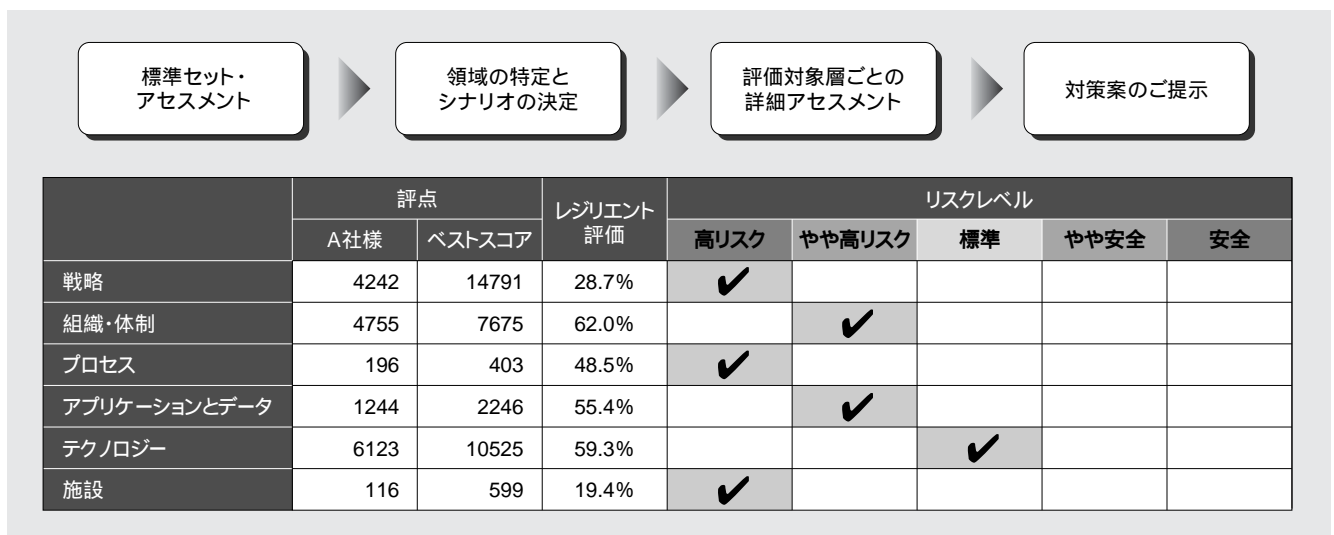 標準セット・
アセスメント
領域の特定と
シナリオの決定
評価対象層ごとの
詳細アセスメント
対策案のご提示
評点 レジリエント評価 リスクレベル
A社様 ベストスコア 高リスク やや高リスク 標準 やや安全 安全
戦略 4242 14791 28.7% ✔
組織・体制 4755 7675 62.0% ✔
プロセス 196 403 48.5% ✔
アプリケーションとデータ 1244 2246 55.4% ✔
テクノロジー 6123 10525 59.3% ✔
施設 116 599 19.4% ✔